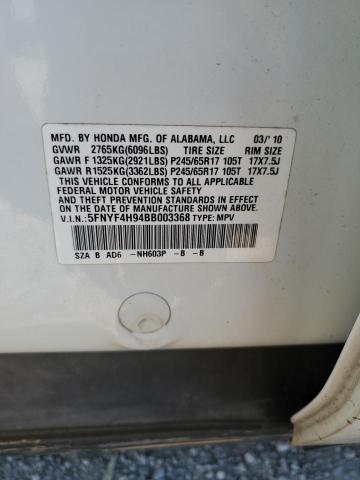 MFD. BY HONDA MFG. OF ALABAMA, LLC 03/'10
GVWR 2765KG(6096LBS) TIRE SIZE RIM SIZE
GAWR F 1325KG(2921LBS) P245/65R17 105T 17X7.5J
GAWR R 1525KG(3362LBS) P245/65R17 105T 17X7.5J
THIS VEHICLE CONFORMS TO ALL APPLICABLE
FEDERAL MOTOR VEHICLE SAFETY
AND THEFT PREVENTION STANDARDS IN EFFECT
ON THE DATE OF MANUFACTURE SHOWN ABOVE.
V.I.N.: 5FNYF4H94BB003368 TYPE: MPV
SZA B AD6 -NH603P -B -B